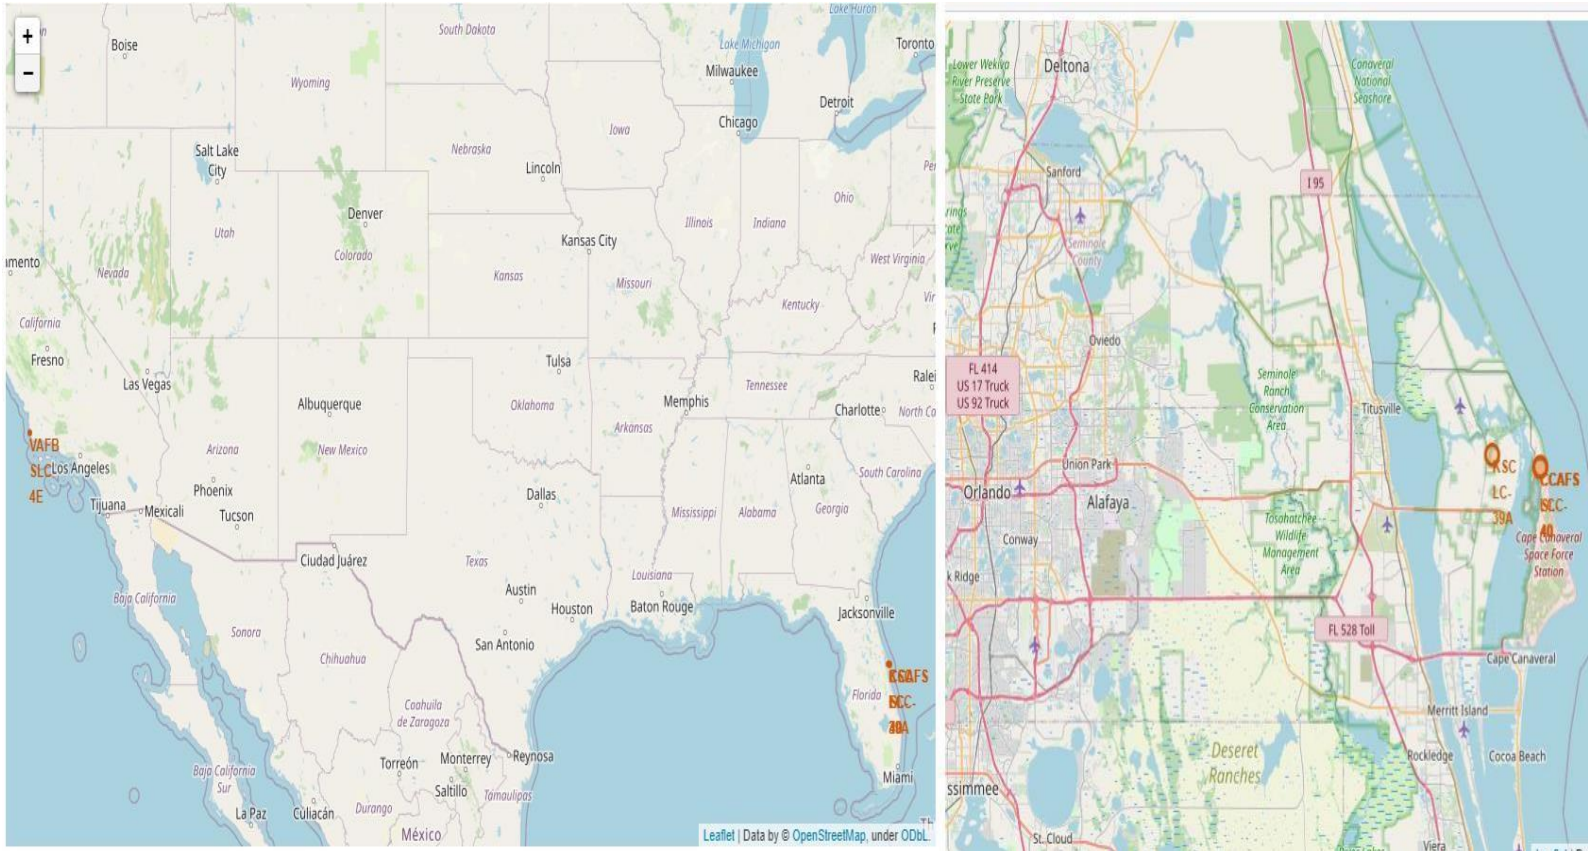 +
−
Boise
South Dakota
Lake Huron
Lake Michigan
Toronto
Wyoming
Milwaukee
Detroit
Chicago
Iowa
Salt Lake
City
Nebraska
Lincoln
Ohio
Denver
Illinois
Indiana
Utah
Kansas City
Colorado
West Virginia
Nevada
Kansas
Missouri
Kentucky
California
Fresno
Tulsa
Las Vegas
Tennessee
Albuquerque
Oklahoma
Memphis
Charlotte
Arkansas
VAFB
SLC-
4E
Los Angeles
Arizona
New Mexico
Atlanta
South Carolina
Phoenix
Dallas
Tijuana
Mexicali
Tucson
Mississippi
Alabama
Georgia
Ciudad Juárez
Texas
Louisiana
Austin
Houston
Baton Rouge
Jacksonville
Baja California
Sonora
San Antonio
Chihuahua
Florida
Coahuila
de Zaragoza
Monterrey
Reynosa
Torreón
Saltillo
Miami
Baja California
Sur
Tamaulipas
La Paz
Culiacán
Durango
México
Leaflet | Data by © OpenStreetMap, under ODbL.
Lower Wekiva
River Preserve
State Park
Deltona
Canaveral
National
Seashore
Sanford
I 95
Seminole
County
Oviedo
FL 414
US 17 Truck
US 92 Truck
Seminole
Ranch
Conservation
Area
Titusville
Union Park
KSC
LC-
39A
CCAFS
Orlando
Alafaya
Tosohatchee
Wildlife
Management
Area
Conway
Cape Canaveral
Space Force
Station
FL 528 Toll
Cape Canaveral
Merritt Island
Deseret
Ranches
Rockledge
Cocoa Beach
St. Cloud
Viera